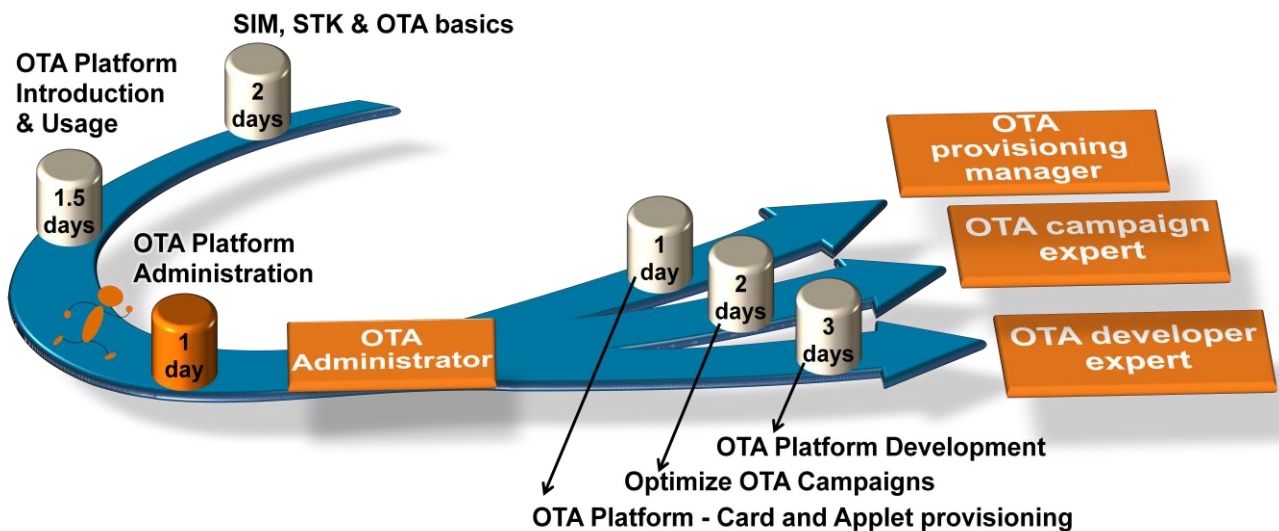 SIM, STK & OTA basics
2
days
OTA Platform
Introduction
& Usage
1.5
days
OTA Platform
Administration
1
day
OTA
Administrator
1
day
2
days
3
days
OTA
provisioning
manager
OTA campaign
expert
OTA developer
expert
OTA Platform Development
Optimize OTA Campaigns
OTA Platform - Card and Applet provisioning